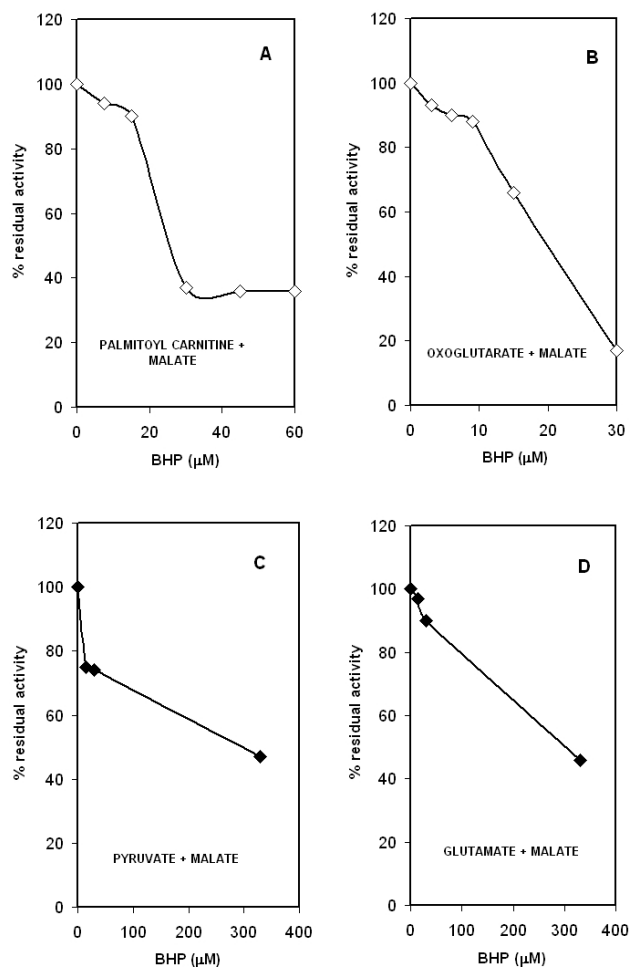 A
120
100
80
60
40
20
0
% residual activity
PALMITOYL CARNITINE +
MALATE
0 20 40 60
BHP (µM)
B
120
100
80
60
40
20
0
% residual activity
OXOGLUTARATE + MALATE
0 10 20 30
BHP (µM)
C
120
100
80
60
40
20
0
% residual activity
PYRUVATE + MALATE
0 100 200 300 400
BHP (µM)
D
120
100
80
60
40
20
0
% residual activity
GLUTAMATE + MALATE
0 100 200 300 400
BHP (µM)